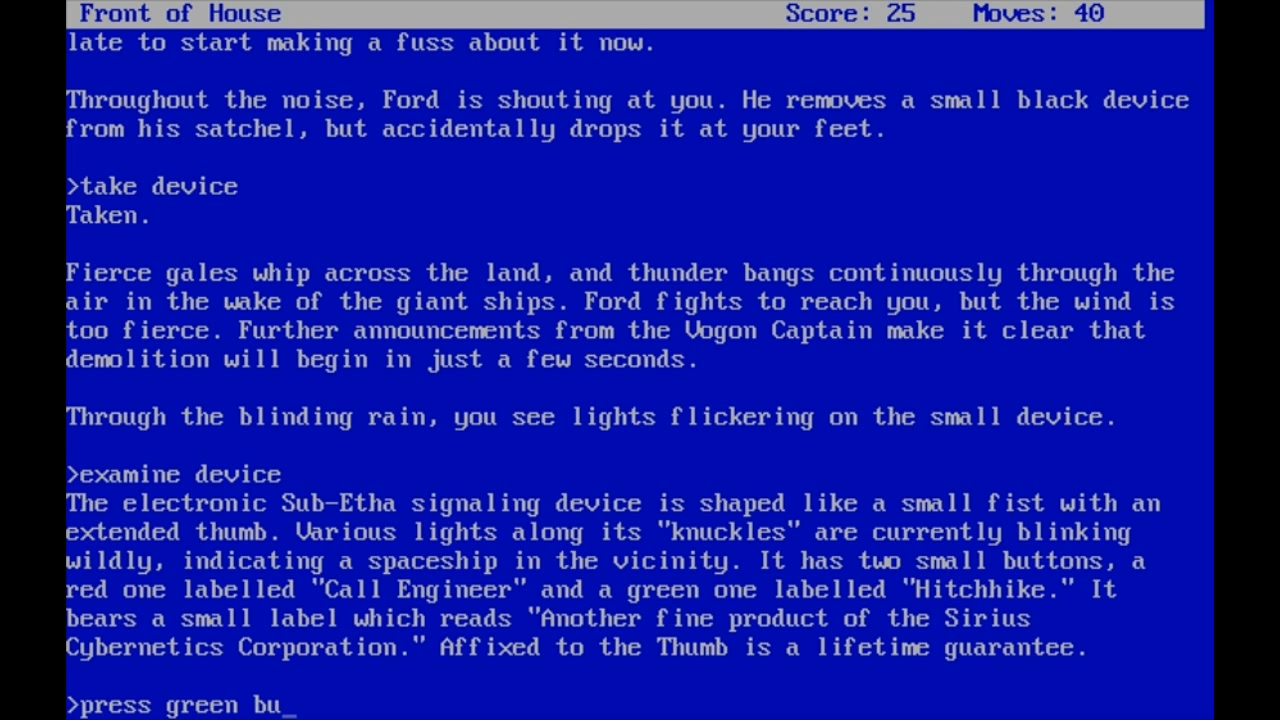 Front of House Score: 25 Moves: 40
late to start making a fuss about it now.
Throughout the noise, Ford is shouting at you. He removes a small black device
from his satchel, but accidentally drops it at your feet.
>take device
Taken.
Fierce gales whip across the land, and thunder bangs continuously through the
air in the wake of the giant ships. Ford fights to reach you, but the wind is
too fierce. Further announcements from the Vogon Captain make it clear that
demolition will begin in just a few seconds.
Through the blinding rain, you see lights flickering on the small device.
>examine device
The electronic Sub-Etha signaling device is shaped like a small fist with an
extended thumb. Various lights along its "knuckles" are currently blinking
wildly, indicating a spaceship in the vicinity. It has two small buttons, a
red one labelled "Call Engineer" and a green one labelled "Hitchhike." It
bears a small label which reads "Another fine product of the Sirius
Cybernetics Corporation." Affixed to the Thumb is a lifetime guarantee.
>press green bu_